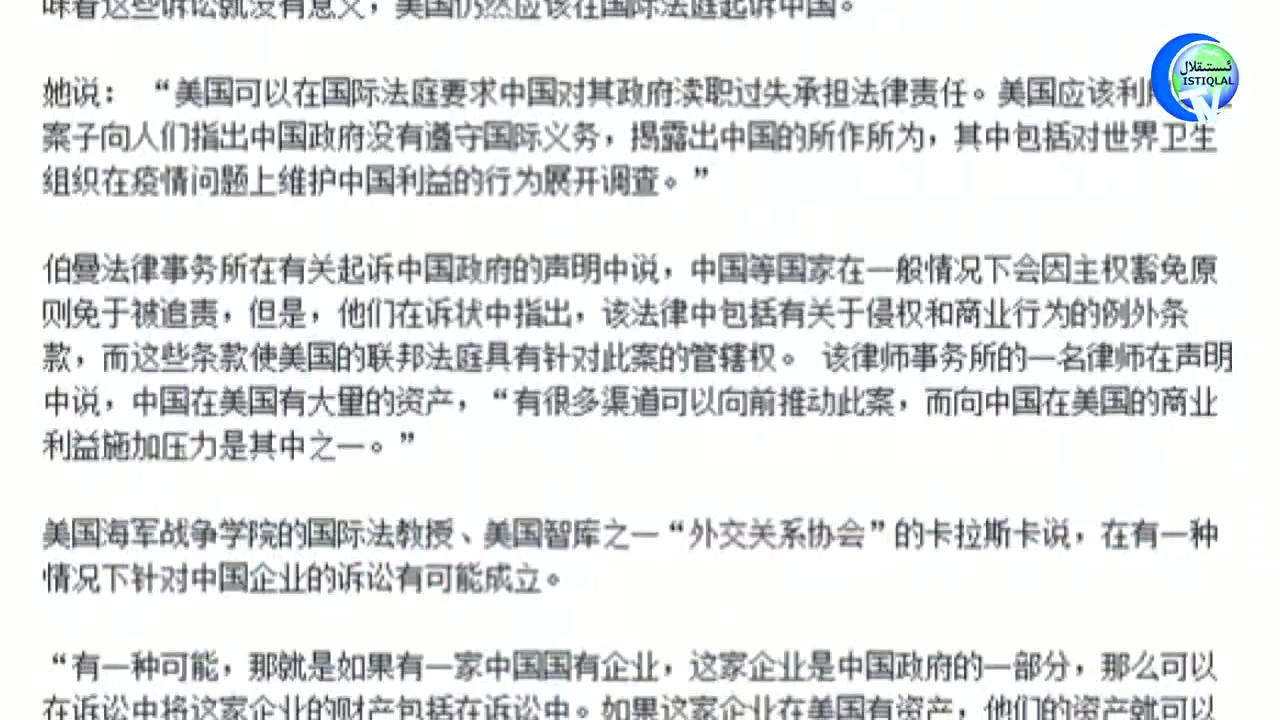 味着这些诉讼就没有意义，美国仍然应该在国际法庭起诉中国。
她说： “美国可以在国际法庭要求中国对其政府渎职过失承担法律责任。美国应该利
案子向人们指出中国政府没有遵守国际义务，揭露出中国的所作所为，其中包括对世界卫生
组织在疫情问题上维护中国利益的行为展开调查。”
伯曼法律事务所在有关起诉中国政府的声明中说，中国等国家在一般情况下会因主权豁免原
则免于被追责，但是，他们在诉状中指出，该法律中包括有关于侵权和商业行为的例外条
款，而这些条款使美国的联邦法庭具有针对此案的管辖权。 该律师事务所的一名律师在声明
中说，中国在美国有大量的资产，“有很多渠道可以向前推动此案，而向中国在美国的商业
利益施加压力是其中之一。”
美国海军战争学院的国际法教授、美国智库之一“外交关系协会”的卡拉斯卡说，在有一种
情况下针对中国企业的诉讼有可能成立。
“有一种可能，那就是如果有一家中国国有企业，这家企业是中国政府的一部分，那么可以
在诉讼中将这家企业的财产包括在诉讼中。如果这家企业在美国有资产，他们的资产就可以
ئىستىقلال
ISTIQLAL
TV